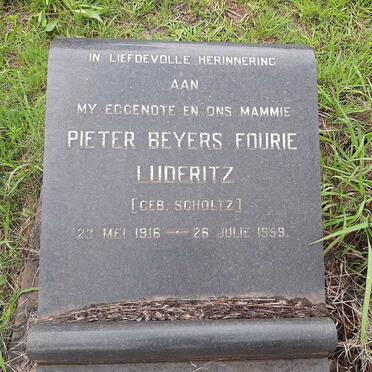 IN LIEFDEVOLLE HERINNERING
AAN
MY EGGENOTE EN ONS MAMMIE
PIETER BEYERS FOURIE
LUDERITZ
[GEB. SCHOLTZ]
23 MEI 1916 — 26 JULIE 1959.